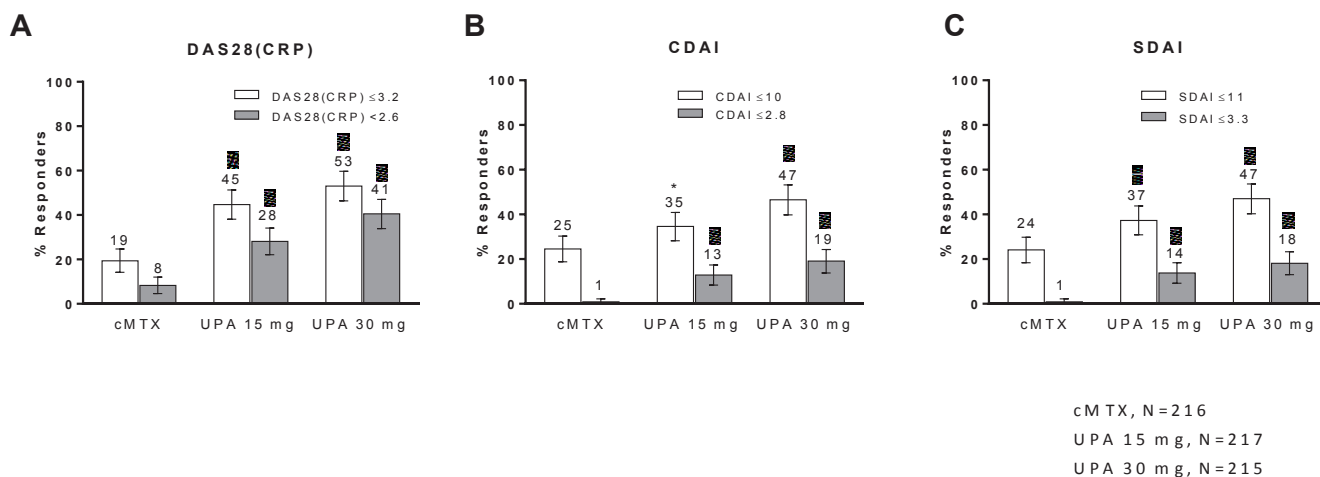 A
DAS28(CRP)
% Responders
100
80
60
40
20
0
DAS28(CRP) ≤3.2
DAS28(CRP) <2.6
19
8
45
28
53
41
cMTX
UPA 15 mg
UPA 30 mg
B
CDAI
% Responders
100
80
60
40
20
0
CDAI ≤10
CDAI ≤2.8
25
1
*
35
13
47
19
cMTX
UPA 15 mg
UPA 30 mg
C
SDAI
% Responders
100
80
60
40
20
0
SDAI ≤11
SDAI ≤3.3
24
1
37
14
47
18
cMTX
UPA 15 mg
UPA 30 mg
cMTX, N=216
UPA 15 mg, N=217
UPA 30 mg, N=215